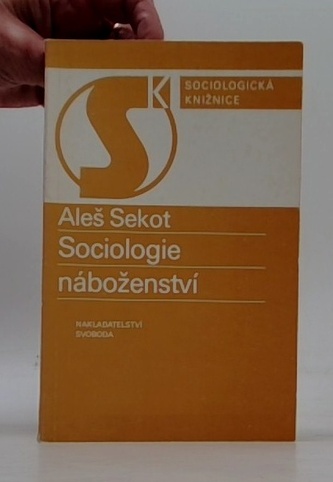 SK
SOCIOLOGICKÁ
KNIŽNICE
Aleš Sekot
Sociologie
náboženství
NAKLADATELSTVÍ
SVOBODA